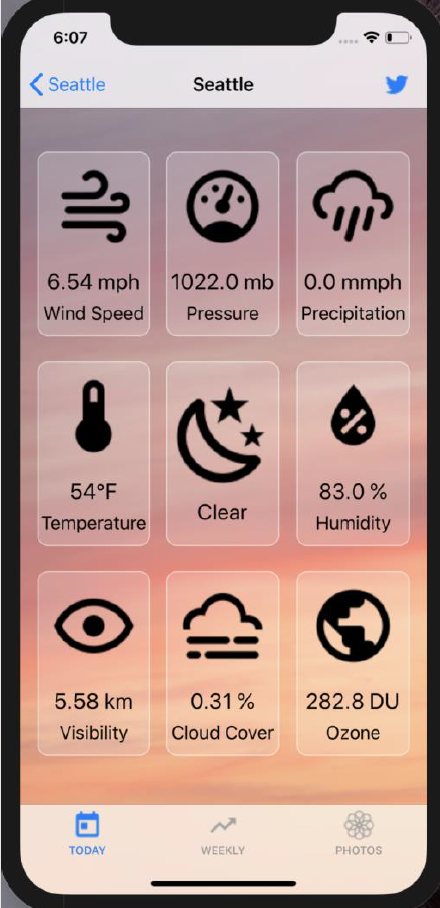 6:07
Seattle
Seattle
6.54 mph
Wind Speed
1022.0 mb
Pressure
0.0 mmph
Precipitation
54°F
Temperature
Clear
83.0 %
Humidity
5.58 km
Visibility
0.31 %
Cloud Cover
282.8 DU
Ozone
TODAY
WEEKLY
PHOTOS